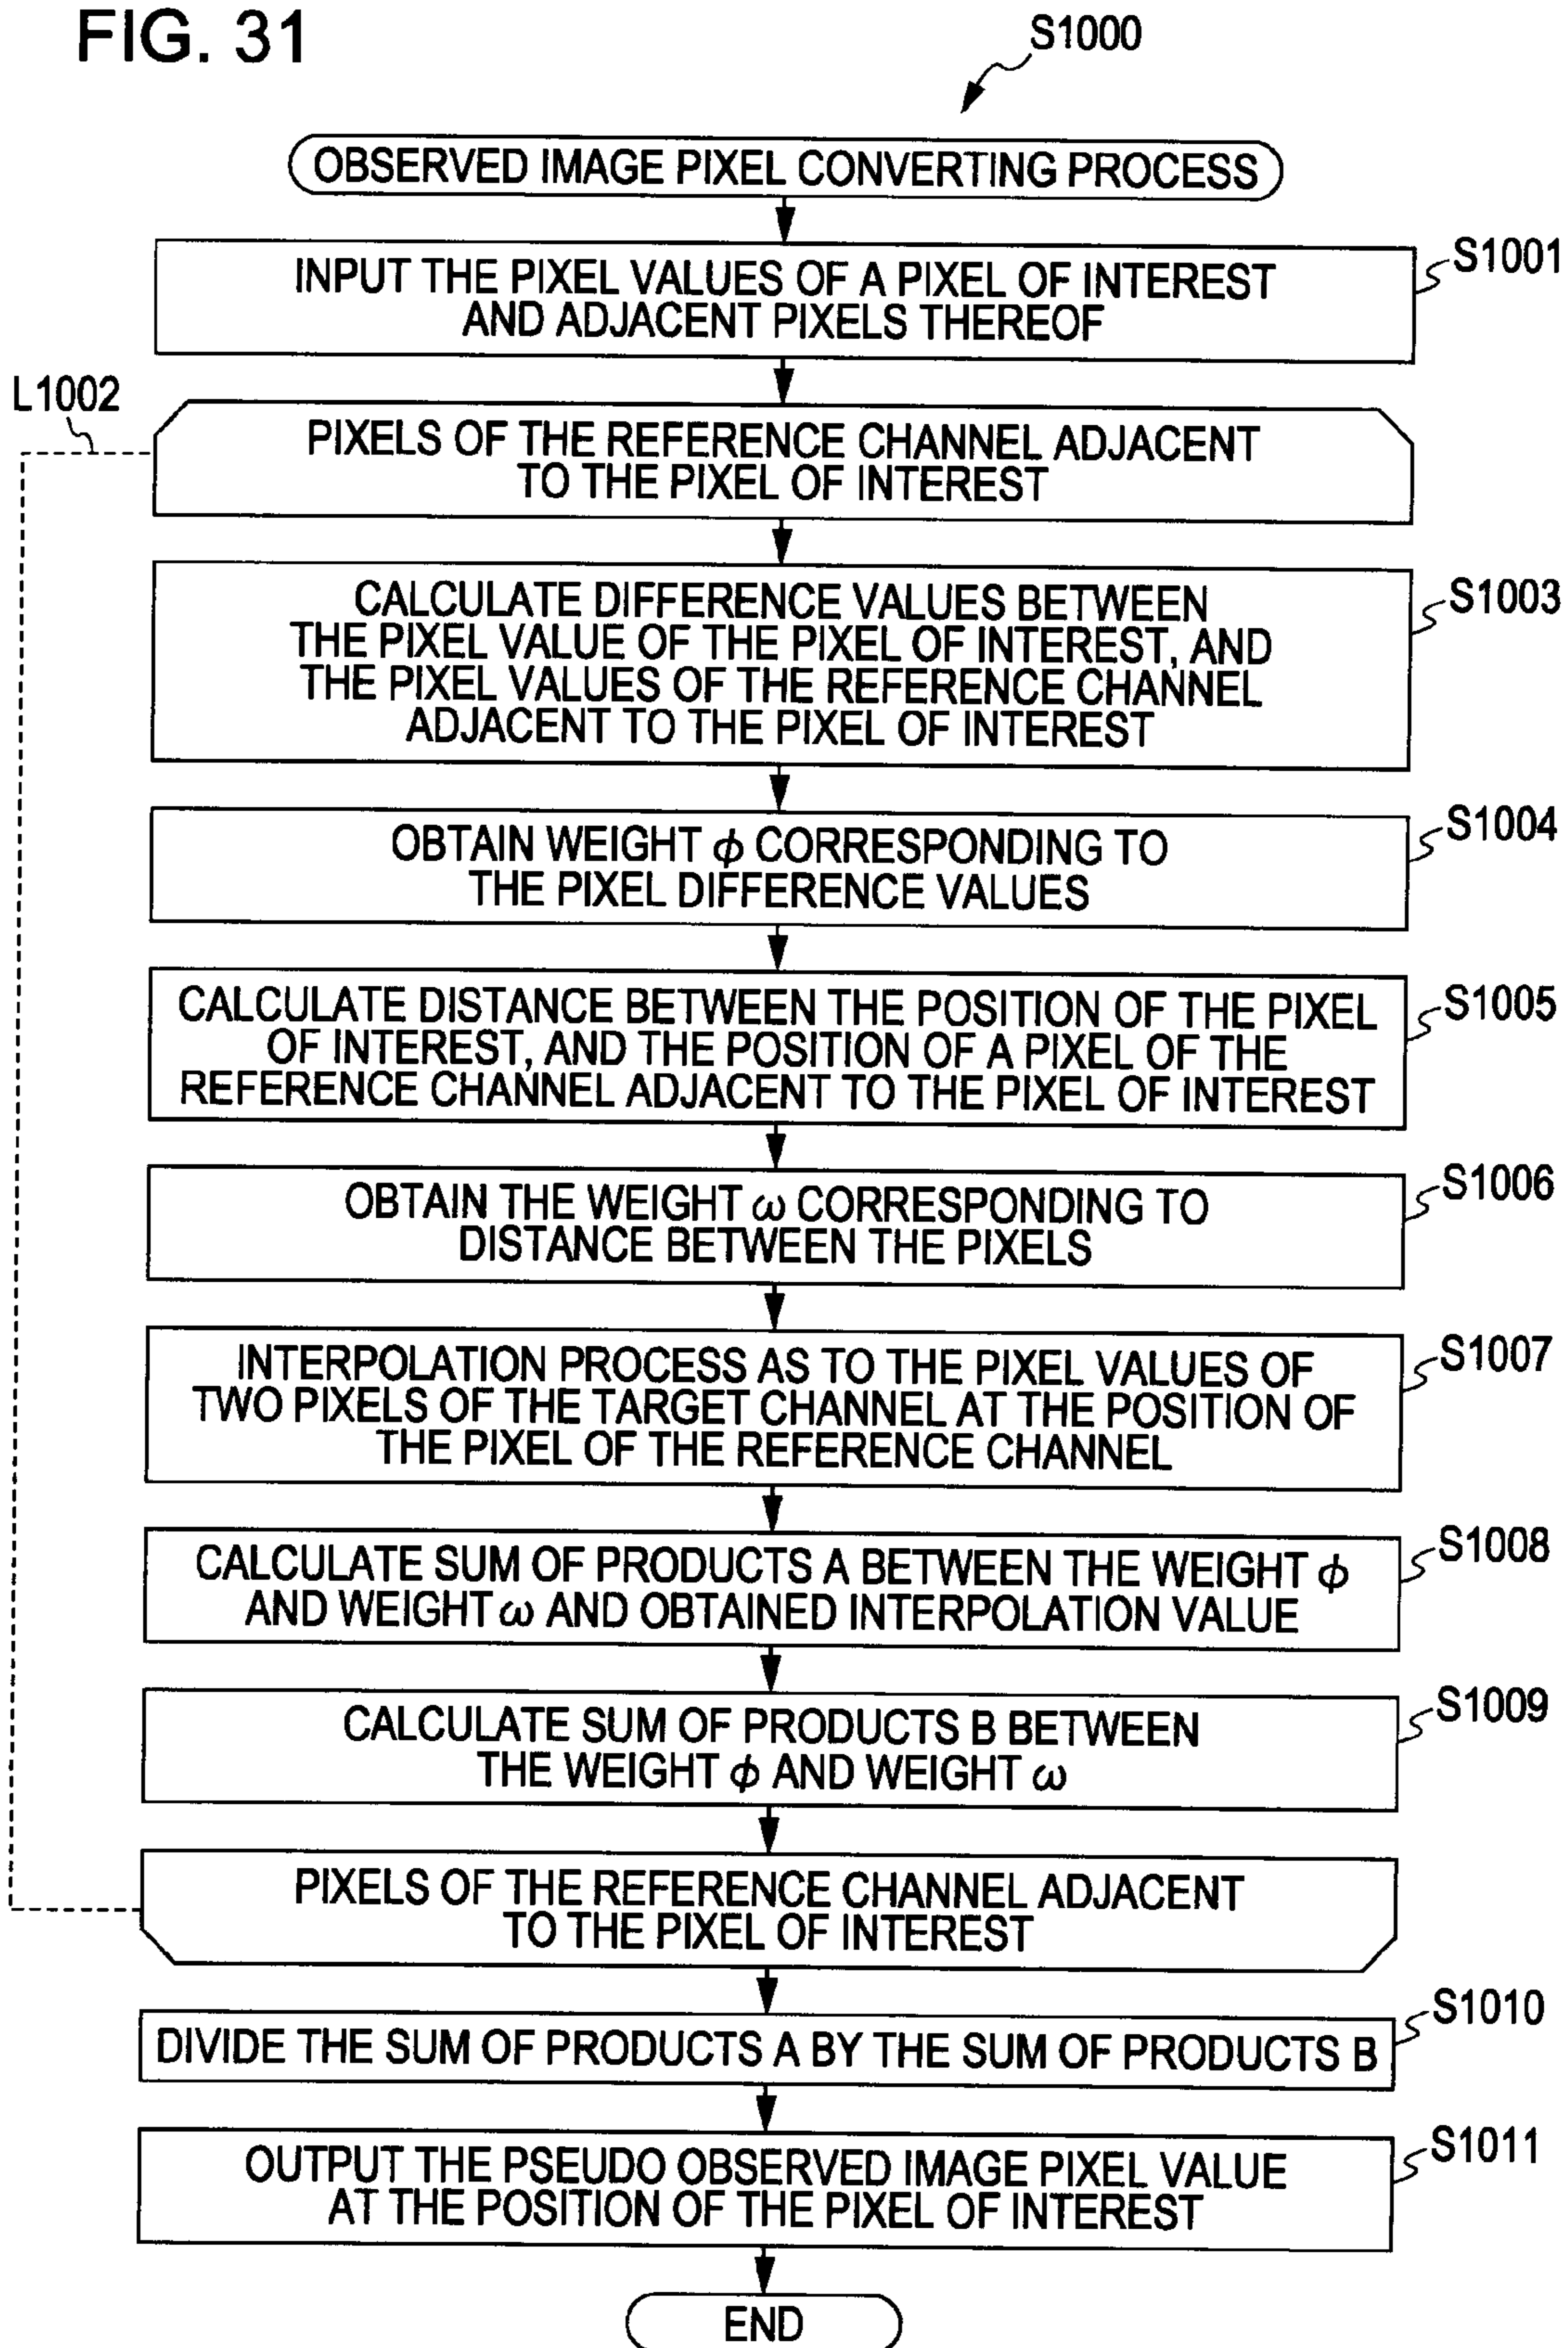 FIG. 31
S1000
OBSERVED IMAGE PIXEL CONVERTING PROCESS
S1001
INPUT THE PIXEL VALUES OF A PIXEL OF INTEREST
AND ADJACENT PIXELS THEREOF
L1002
PIXELS OF THE REFERENCE CHANNEL ADJACENT
TO THE PIXEL OF INTEREST
S1003
CALCULATE DIFFERENCE VALUES BETWEEN
THE PIXEL VALUE OF THE PIXEL OF INTEREST, AND
THE PIXEL VALUES OF THE REFERENCE CHANNEL
ADJACENT TO THE PIXEL OF INTEREST
S1004
OBTAIN WEIGHT ϕ CORRESPONDING TO
THE PIXEL DIFFERENCE VALUES
S1005
CALCULATE DISTANCE BETWEEN THE POSITION OF THE PIXEL
OF INTEREST, AND THE POSITION OF A PIXEL OF THE
REFERENCE CHANNEL ADJACENT TO THE PIXEL OF INTEREST
S1006
OBTAIN THE WEIGHT ω CORRESPONDING TO
DISTANCE BETWEEN THE PIXELS
S1007
INTERPOLATION PROCESS AS TO THE PIXEL VALUES OF
TWO PIXELS OF THE TARGET CHANNEL AT THE POSITION OF
THE PIXEL OF THE REFERENCE CHANNEL
S1008
CALCULATE SUM OF PRODUCTS A BETWEEN THE WEIGHT ϕ
AND WEIGHT ω AND OBTAINED INTERPOLATION VALUE
S1009
CALCULATE SUM OF PRODUCTS B BETWEEN
THE WEIGHT ϕ AND WEIGHT ω
PIXELS OF THE REFERENCE CHANNEL ADJACENT
TO THE PIXEL OF INTEREST
S1010
DIVIDE THE SUM OF PRODUCTS A BY THE SUM OF PRODUCTS B
S1011
OUTPUT THE PSEUDO OBSERVED IMAGE PIXEL VALUE
AT THE POSITION OF THE PIXEL OF INTEREST
END